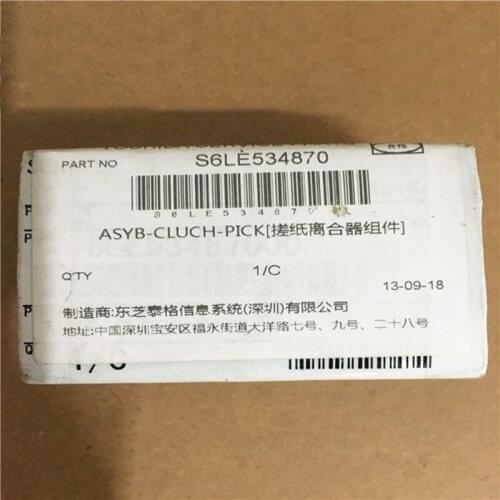 合格
PART NO S6LE534870
S6LE534870
ASYB-CLUCH-PICK[搓纸离合器组件]
Q'TY 1/C 13-09-18
制造商:东芝泰格信息系统(深圳)有限公司
地址:中国深圳宝安区福永街道大洋路七号、九号、二十八号